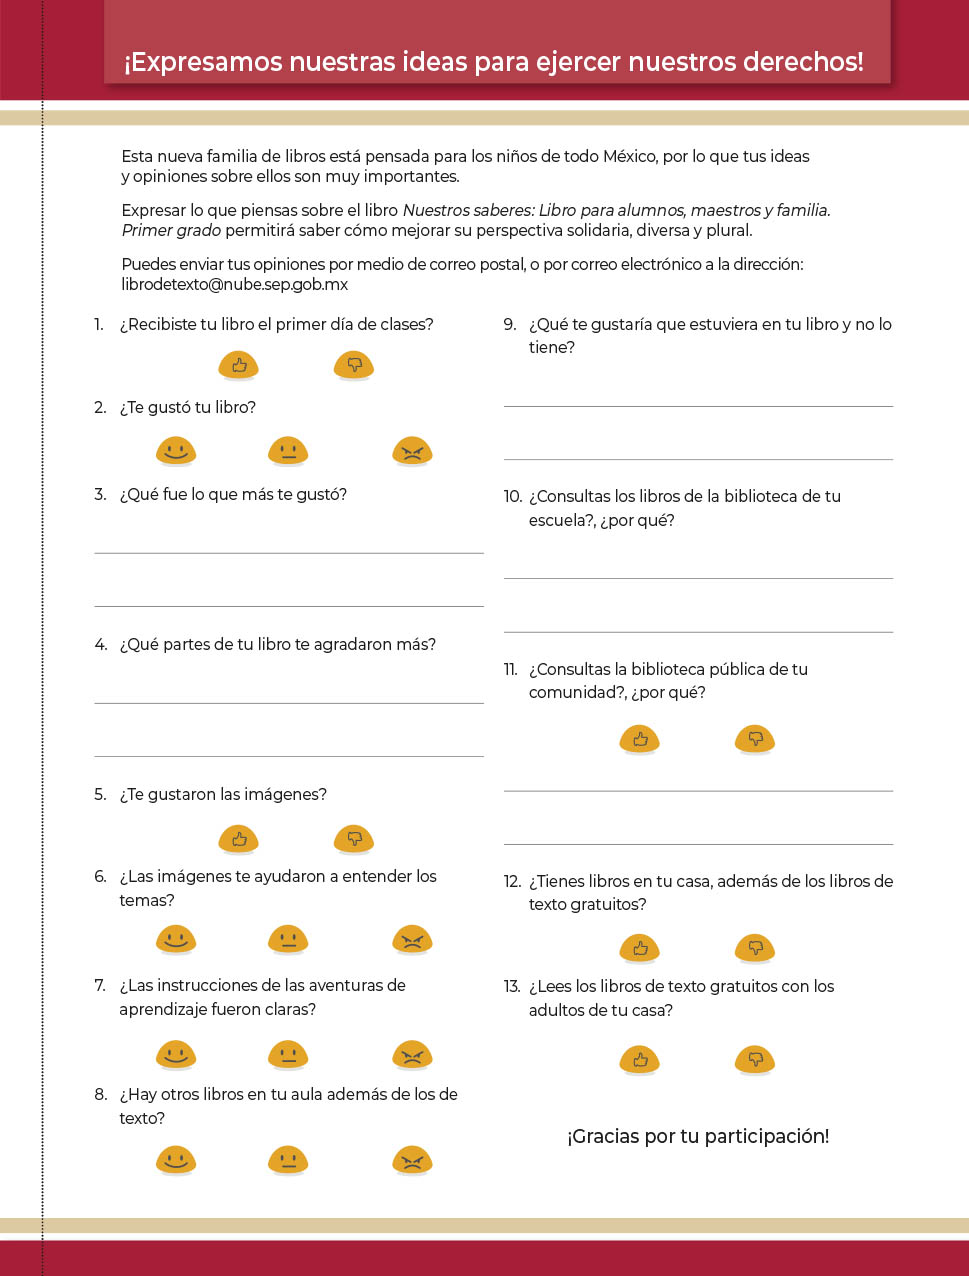 ¡Expresamos nuestras ideas para ejercer nuestros derechos!
Esta nueva familia de libros está pensada para los niños de todo México, por lo que tus ideas
y opiniones sobre ellos son muy importantes.
Expresar lo que piensas sobre el libro Nuestros saberes: Libro para alumnos, maestros y familia.
Primer grado permitirá saber cómo mejorar su perspectiva solidaria, diversa y plural.
Puedes enviar tus opiniones por medio de correo postal, o por correo electrónico a la dirección:
librodetexto@nube.sep.gob.mx
1. ¿Recibiste tu libro el primer día de clases?
2. ¿Te gustó tu libro?
3. ¿Qué fue lo que más te gustó?
4. ¿Qué partes de tu libro te agradaron más?
5. ¿Te gustaron las imágenes?
6. ¿Las imágenes te ayudaron a entender los
temas?
7. ¿Las instrucciones de las aventuras de
aprendizaje fueron claras?
8. ¿Hay otros libros en tu aula además de los de
texto?
9. ¿Qué te gustaría que estuviera en tu libro y no lo
tiene?
10. ¿Consultas los libros de la biblioteca de tu
escuela?, ¿por qué?
11. ¿Consultas la biblioteca pública de tu
comunidad?, ¿por qué?
12. ¿Tienes libros en tu casa, además de los libros de
texto gratuitos?
13. ¿Lees los libros de texto gratuitos con los
adultos de tu casa?
¡Gracias por tu participación!